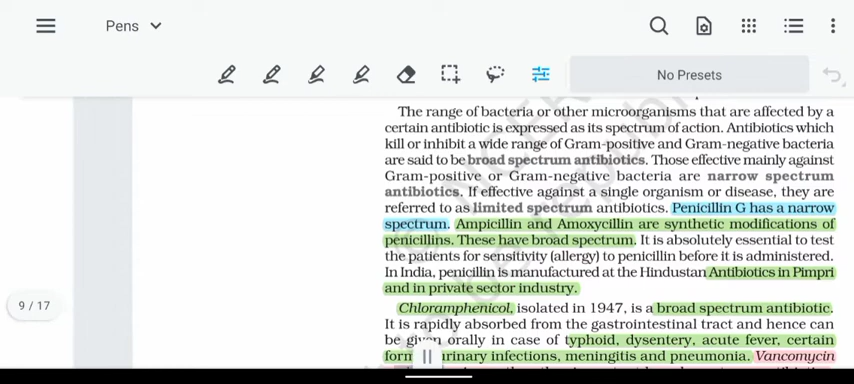 Pens
No Presets
The range of bacteria or other microorganisms that are affected by a
certain antibiotic is expressed as its spectrum of action. Antibiotics which
kill or inhibit a wide range of Gram-positive and Gram-negative bacteria
are said to be broad spectrum antibiotics. Those effective mainly against
Gram-positive or Gram-negative bacteria are narrow spectrum
antibiotics. If effective against a single organism or disease, they are
referred to as limited spectrum antibiotics. Penicillin G has a narrow
spectrum. Ampicillin and Amoxycillin are synthetic modifications of
penicillins. These have broad spectrum. It is absolutely essential to test
the patients for sensitivity (allergy) to penicillin before it is administered.
In India, penicillin is manufactured at the Hindustan Antibiotics in Pimpri
and in private sector industry.
9 / 17
Chloramphenicol, isolated in 1947, is a broad spectrum antibiotic.
It is rapidly absorbed from the gastrointestinal tract and hence can
be given orally in case of typhoid, dysentery, acute fever, certain
form urinary infections, meningitis and pneumonia. Vancomycin